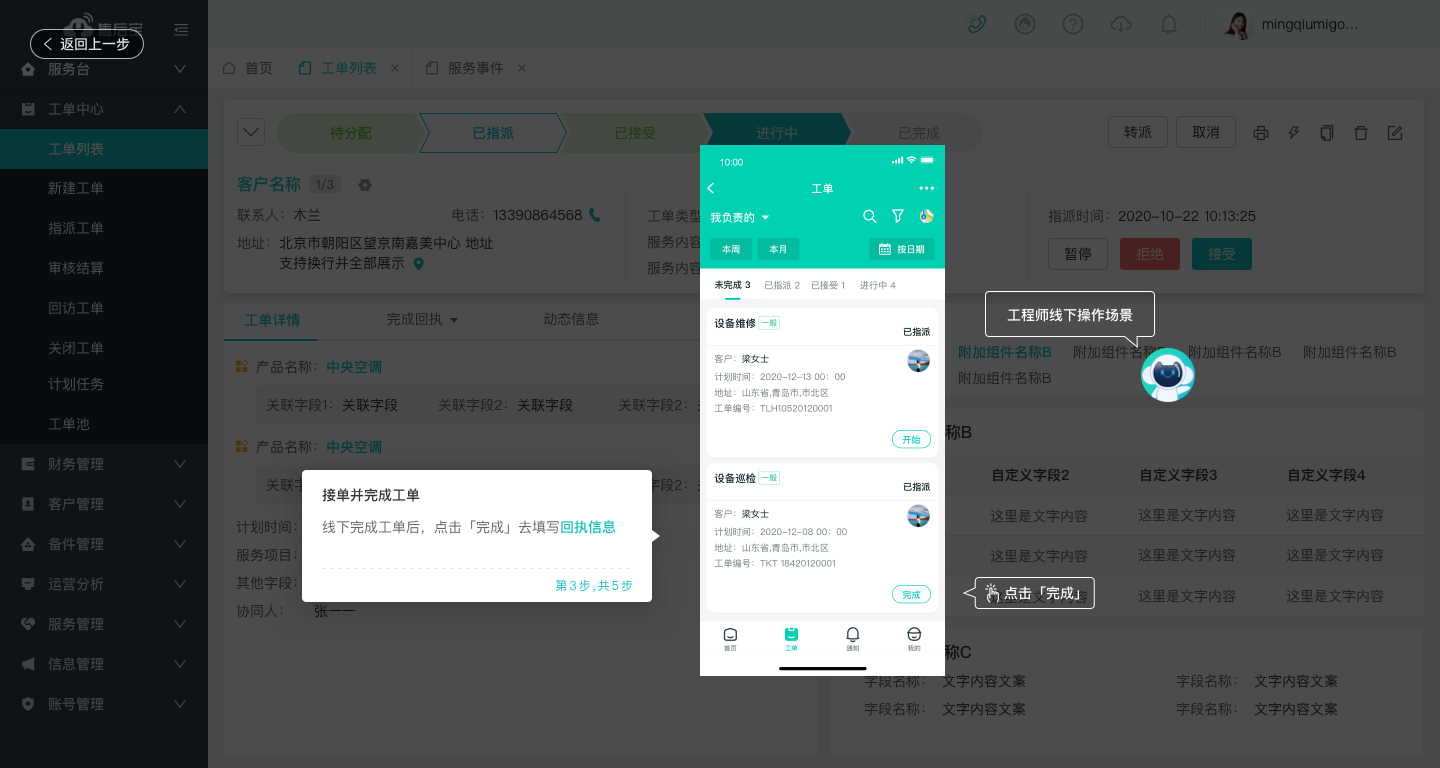 售后宝
返回上一步
mingqiumigo...
服务台
工单中心
工单列表
新建工单
指派工单
审核结算
回访工单
关闭工单
计划任务
工单池
财务管理
客户管理
备件管理
运营分析
服务管理
信息管理
账号管理
首页
工单列表
服务事件
待分配
已指派
已接受
进行中
已完成
转派
取消
客户名称 1/3
联系人：木兰
电话：13390864568
地址：北京市朝阳区望京南嘉美中心 地址
支持换行并全部展示
工单类型
服务内容
服务内容
指派时间：2020-10-22 10:13:25
暂停
拒绝
接受
工单详情
完成回执
动态信息
产品名称：中央空调
关联字段1：关联字段
关联字段2：关联字段
关联字段2：
产品名称：中央空调
关联字
段2：
计划时间：
服务项目：
其他字段：
协同人：
张一一
接单并完成工单
线下完成工单后，点击「完成」去填写回执信息
第3步,共5步
10:00
工单
我负责的
本周
本月
按日期
未完成 3
已指派 2
已接受 1
进行中 4
设备维修 一般
已指派
客户：梁女士
计划时间：2020-12-13 00：00
地址：山东省,青岛市,市北区
工单编号：TLH10520120001
开始
设备巡检 一般
已指派
客户：梁女士
计划时间：2020-12-08 00：00
地址：山东省,青岛市,市北区
工单编号：TKT 18420120001
完成
首页
工单
通知
我的
工程师线下操作场景
附加组件名称B
附加组件名称B
附加组件名称B
附加组件名称B
附加组件名称B
称B
自定义字段2
自定义字段3
自定义字段4
这里是文字内容
这里是文字内容
这里是文字内容
这里是文字内容
这里是文字内容
这里是文字内容
点击「完成」
这里是文字内容
这里是文字内容
这里是文字内容
称C
字段名称：
文字内容文案
字段名称：
文字内容文案
字段名称：
文字内容文案
字段名称：
文字内容文案